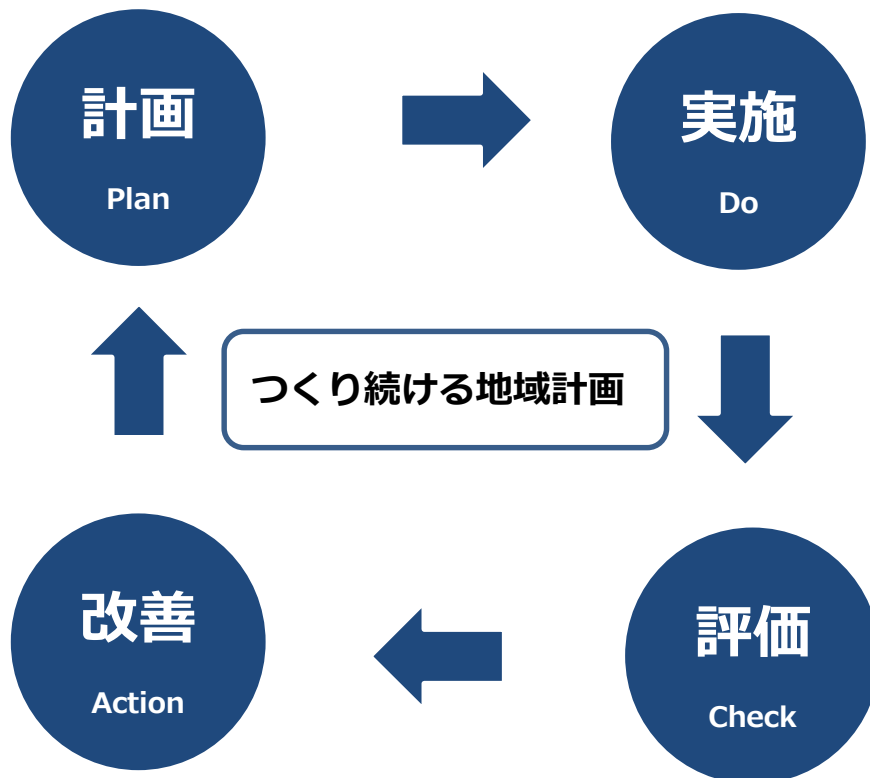 計画
Plan
実施
Do
つくり続ける地域計画
改善
Action
評価
Check